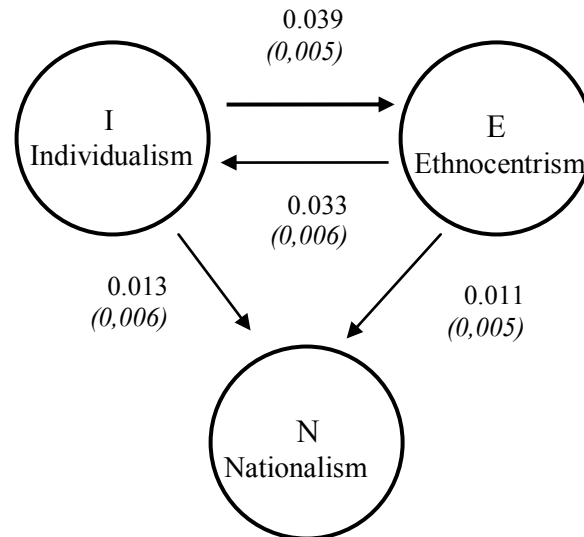 0.039
(0,005)
I
Individualism
E
Ethnocentrism
0.033
(0,006)
0.013
(0,006)
0.011
(0,005)
N
Nationalism